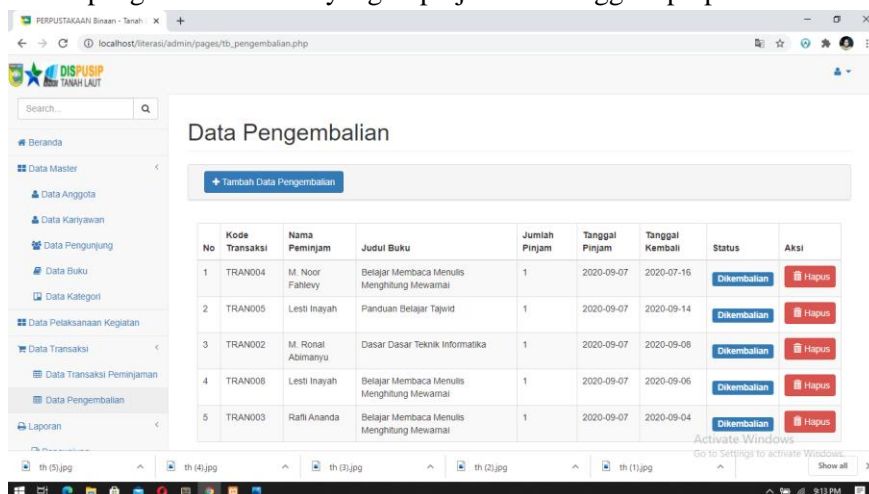 PERPUSTAKAAN Binaan - Tanah
localhost/literasi/admin/pages/tb_pengembalian.php
DISPUSIP
TANAH LAUT
Search...
Beranda
Data Master
Data Anggota
Data Kariyawan
Data Pengunjung
Data Buku
Data Kategori
Data Pelaksanaan Kegiatan
Data Transaksi
Data Transaksi Peminjaman
Data Pengembalian
Laporan
Data Pengembalian
+ Tambah Data Pengembalian
No Kode Transaksi Nama Peminjam Judul Buku Jumlah Pinjam Tanggal Pinjam Tanggal Kembali Status Aksi
1 TRAN004 M. Noor Fahlevy Belajar Membaca Menulis Menghitung Mewarnai 1 2020-09-07 2020-07-16 Dikembalian Hapus
2 TRAN005 Lesti Inayah Panduan Belajar Tajwid 1 2020-09-07 2020-09-14 Dikembalian Hapus
3 TRAN002 M. Ronal Abimanyu Dasar Dasar Teknik Informatika 1 2020-09-07 2020-09-08 Dikembalian Hapus
4 TRAN006 Lesti Inayah Belajar Membaca Menulis Menghitung Mewarnai 1 2020-09-07 2020-09-06 Dikembalian Hapus
5 TRAN003 Rafli Ananda Belajar Membaca Menulis Menghitung Mewarnai 1 2020-09-07 2020-09-04 Dikembalian Hapus
Activate Windows
Go to Settings to activate Windows.
th (5).jpg
th (4).jpg
th (3).jpg
th (2).jpg
th (1).jpg
Show all
9:13 PM